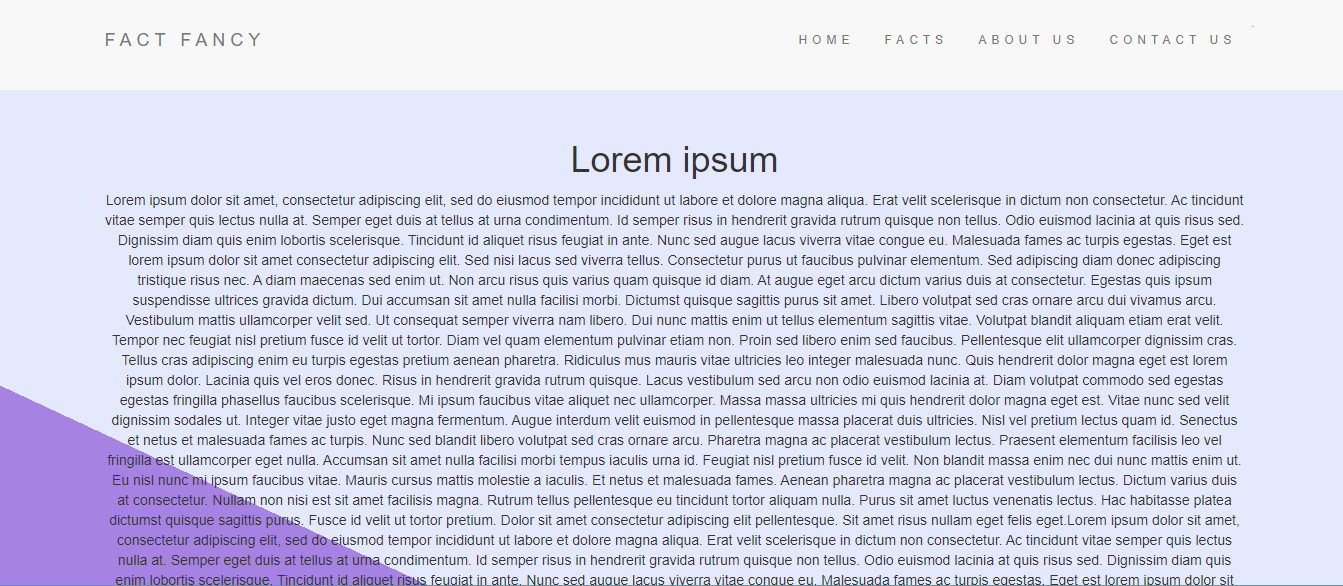 FACT FANCY
HOME FACTS ABOUT US CONTACT US
Lorem ipsum
Lorem ipsum dolor sit amet, consectetur adipiscing elit, sed do eiusmod tempor incididunt ut labore et dolore magna aliqua. Erat velit scelerisque in dictum non consectetur. Ac tincidunt
vitae semper quis lectus nulla at. Semper eget duis at tellus at urna condimentum. Id semper risus in hendrerit gravida rutrum quisque non tellus. Odio euismod lacinia at quis risus sed.
Dignissim diam quis enim lobortis scelerisque. Tincidunt id aliquet risus feugiat in ante. Nunc sed augue lacus viverra vitae congue eu. Malesuada fames ac turpis egestas. Eget est
lorem ipsum dolor sit amet consectetur adipiscing elit. Sed nisi lacus sed viverra tellus. Consectetur purus ut faucibus pulvinar elementum. Sed adipiscing diam donec adipiscing
tristique risus nec. A diam maecenas sed enim ut. Non arcu risus quis varius quam quisque id diam. At augue eget arcu dictum varius duis at consectetur. Egestas quis ipsum
suspendisse ultrices gravida dictum. Dui accumsan sit amet nulla facilisi morbi. Dictumst quisque sagittis purus sit amet. Libero volutpat sed cras ornare arcu dui vivamus arcu.
Vestibulum mattis ullamcorper velit sed. Ut consequat semper viverra nam libero. Dui nunc mattis enim ut tellus elementum sagittis vitae. Volutpat blandit aliquam etiam erat velit.
Tempor nec feugiat nisl pretium fusce id velit ut tortor. Diam vel quam elementum pulvinar etiam non. Proin sed libero enim sed faucibus. Pellentesque elit ullamcorper dignissim cras.
Tellus cras adipiscing enim eu turpis egestas pretium aenean pharetra. Ridiculus mus mauris vitae ultricies leo integer malesuada nunc. Quis hendrerit dolor magna eget est lorem
ipsum dolor. Lacinia quis vel eros donec. Risus in hendrerit gravida rutrum quisque. Lacus vestibulum sed arcu non odio euismod lacinia at. Diam volutpat commodo sed egestas
egestas fringilla phasellus faucibus scelerisque. Mi ipsum faucibus vitae aliquet nec ullamcorper. Massa massa ultricies mi quis hendrerit dolor magna eget est. Vitae nunc sed velit
dignissim sodales ut. Integer vitae justo eget magna fermentum. Augue interdum velit euismod in pellentesque massa placerat duis ultricies. Nisl vel pretium lectus quam id. Senectus
et netus et malesuada fames ac turpis. Nunc sed blandit libero volutpat sed cras ornare arcu. Pharetra magna ac placerat vestibulum lectus. Praesent elementum facilisis leo vel
fringilla est ullamcorper eget nulla. Accumsan sit amet nulla facilisi morbi tempus iaculis urna id. Feugiat nisl pretium fusce id velit. Non blandit massa enim nec dui nunc mattis enim ut.
Eu nisl nunc mi ipsum faucibus vitae. Mauris cursus mattis molestie a iaculis. Et netus et malesuada fames. Aenean pharetra magna ac placerat vestibulum lectus. Dictum varius duis
at consectetur. Nullam non nisi est sit amet facilisis magna. Rutrum tellus pellentesque eu tincidunt tortor aliquam nulla. Purus sit amet luctus venenatis lectus. Hac habitasse platea
dictumst quisque sagittis purus. Fusce id velit ut tortor pretium. Dolor sit amet consectetur adipiscing elit pellentesque. Sit amet risus nullam eget felis eget.Lorem ipsum dolor sit amet,
consectetur adipiscing elit, sed do eiusmod tempor incididunt ut labore et dolore magna aliqua. Erat velit scelerisque in dictum non consectetur. Ac tincidunt vitae semper quis lectus
nulla at. Semper eget duis at tellus at urna condimentum. Id semper risus in hendrerit gravida rutrum quisque non tellus. Odio euismod lacinia at quis risus sed. Dignissim diam quis
enim lobortis scelerisque. Tincidunt id aliquet risus feugiat in ante. Nunc sed augue lacus viverra vitae congue eu. Malesuada fames ac turpis egestas. Eget est lorem ipsum dolor sit